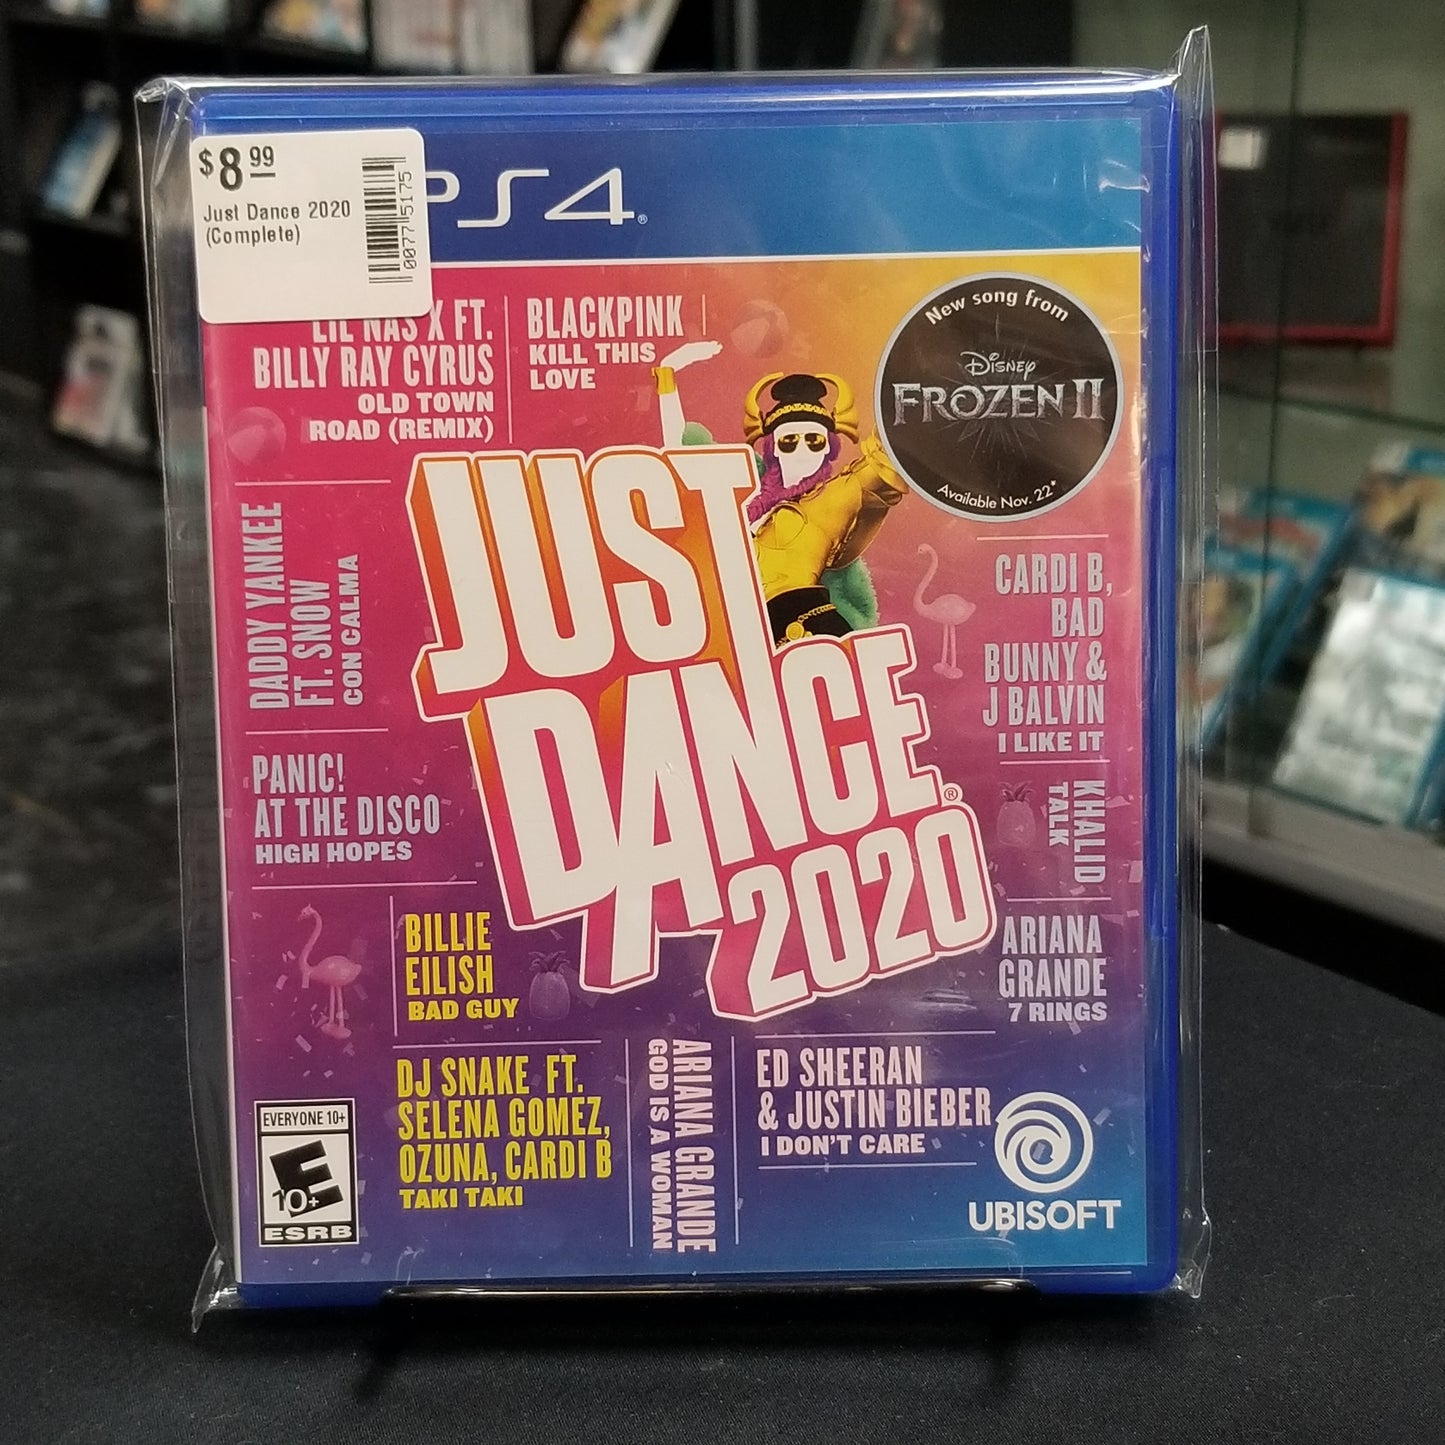 $8.99
Just Dance 2020
(Complete)
0077 5175
PS4®
LIL NAS X FT.
BILLY RAY CYRUS
OLD TOWN
ROAD (REMIX)
BLACKPINK
KILL THIS
LOVE
New song from
Disney
FROZEN II
Available Nov. 22*
DADDY YANKEE
FT. SNOW
CON CALMA
JUST
DANCE®
2020
CARDI B,
BAD
BUNNY &
J BALVIN
I LIKE IT
PANIC!
AT THE DISCO
HIGH HOPES
KHALID
TALK
BILLIE
EILISH
BAD GUY
ARIANA
GRANDE
7 RINGS
DJ SNAKE FT.
SELENA GOMEZ,
OZUNA, CARDI B
TAKI TAKI
ARIANA GRANDE
GOD IS A WOMAN
ED SHEERAN
& JUSTIN BIEBER
I DON'T CARE
EVERYONE 10+
E
10+
ESRB
UBISOFT